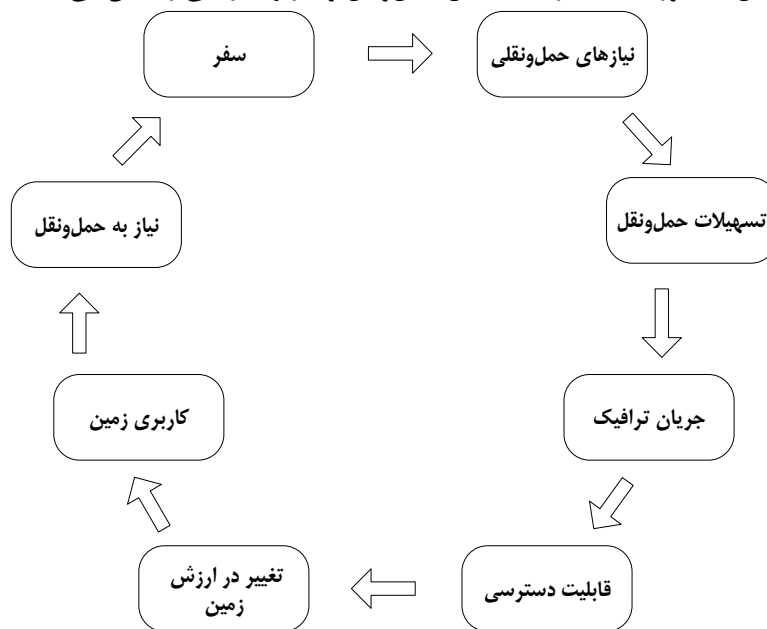 سفر
نیازهای حمل‌ونقلی
تسهیلات حمل‌ونقل
جریان ترافیک
قابلیت دسترسی
تغییر در ارزش
زمین
کاربری زمین
نیاز به حمل‌ونقل